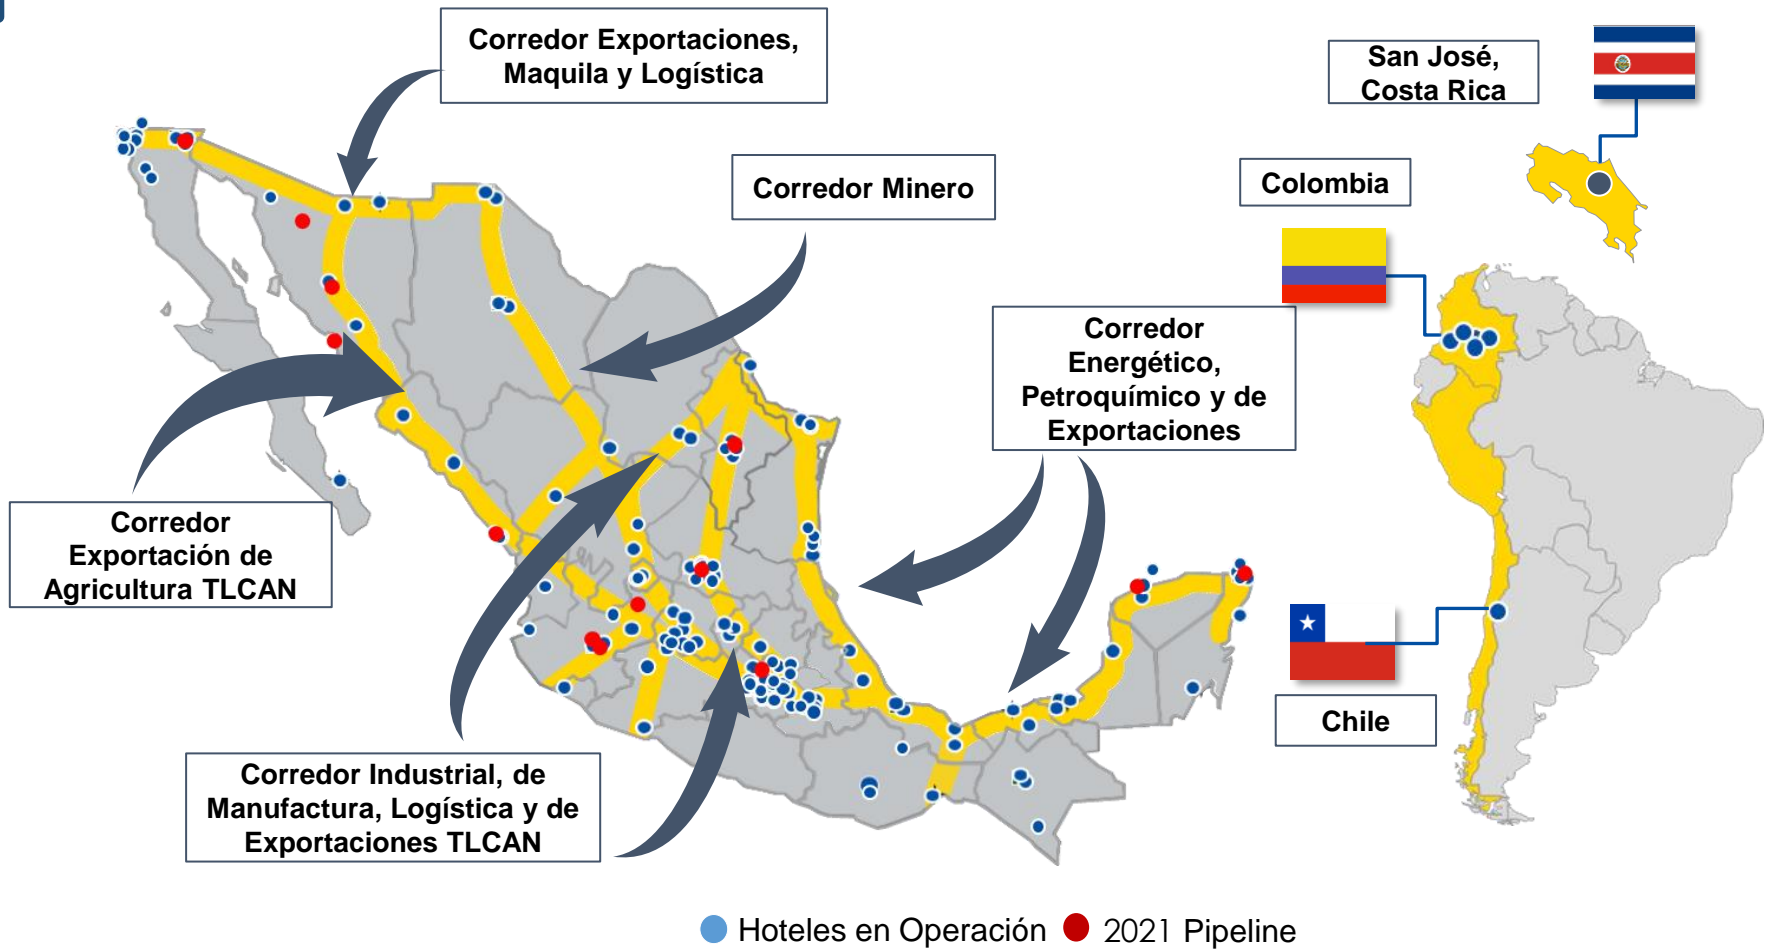 Corredor Exportaciones,
Maquila y Logística
San José,
Costa Rica
Corredor Minero
Colombia
Corredor
Energético,
Petroquímico y de
Exportaciones
Corredor
Exportación de
Agricultura TLCAN
Chile
Corredor Industrial, de
Manufactura, Logística y de
Exportaciones TLCAN
Hoteles en Operación
2021 Pipeline